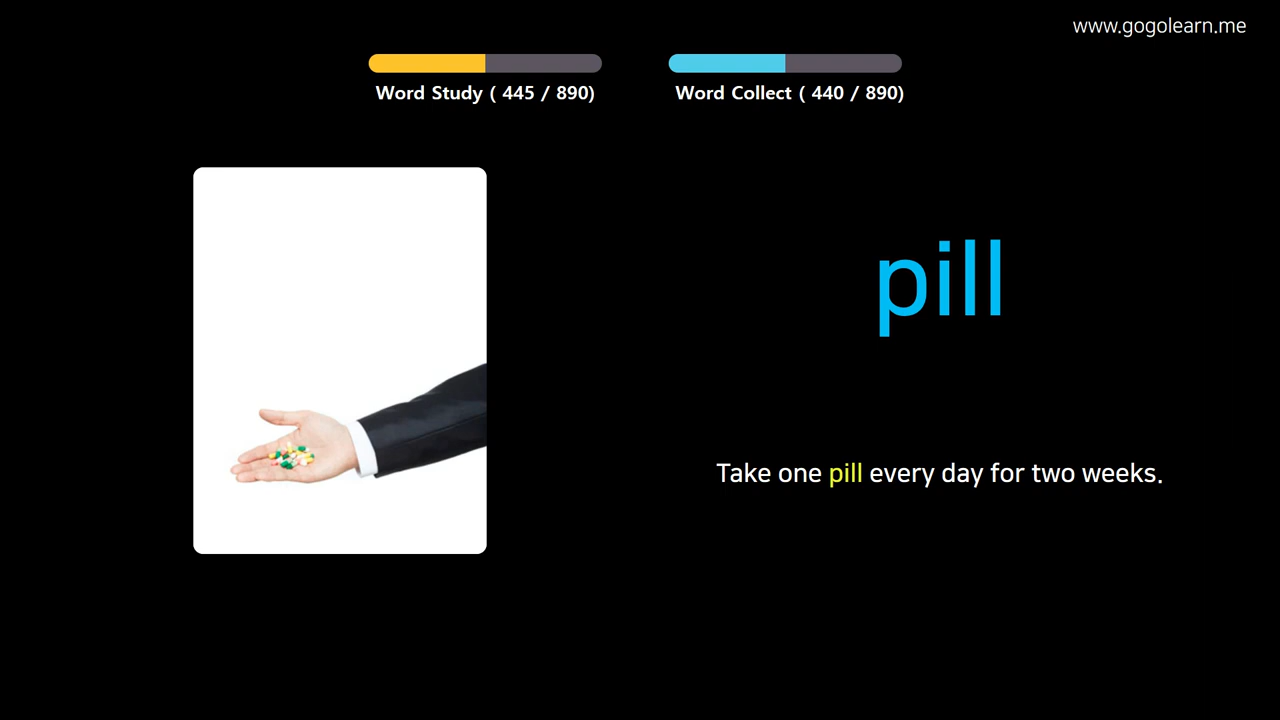 www.gogolearn.me
Word Study ( 445 / 890)
Word Collect ( 440 / 890)
pill
Take one pill every day for two weeks.